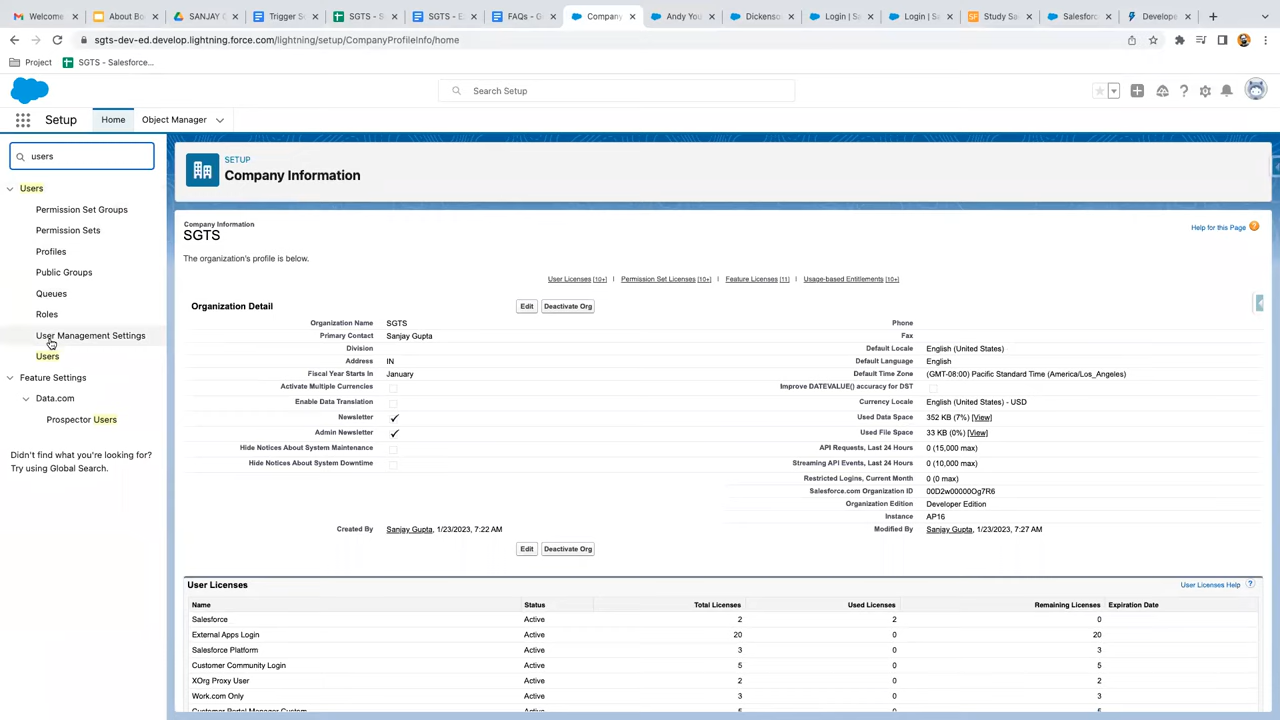 Welcome
About Bo
SANJAY G
Trigger S
SGTS - S
SGTS - E
FAQs - G
Company
Andy You
Dickenso
Login | Sa
Login | Sa
Study Sa
Salesforc
Develope
sgts-dev-ed.develop.lightning.force.com/lightning/setup/CompanyProfileInfo/home
Project
SGTS - Salesforce...
Search Setup
Setup
Home
Object Manager
users
Users
Permission Set Groups
Permission Sets
Profiles
Public Groups
Queues
Roles
User Management Settings
Users
Feature Settings
Data.com
Prospector Users
Didn't find what you're looking for?
Try using Global Search.
SETUP
Company Information
Company Information
SGTS
Help for this Page
The organization's profile is below.
User Licenses [10+] | Permission Set Licenses [10+] | Feature Licenses [11] | Usage-based Entitlements [10+]
Organization Detail Edit Deactivate Org
Organization Name SGTS Phone
Primary Contact Sanjay Gupta Fax
Division Default Locale English (United States)
Address IN Default Language English
Fiscal Year Starts In January Default Time Zone (GMT-08:00) Pacific Standard Time (America/Los_Angeles)
Activate Multiple Currencies Improve DATEVALUE() accuracy for DST
Enable Data Translation Currency Locale English (United States) - USD
Newsletter Used Data Space 352 KB (7%) [View]
Admin Newsletter Used File Space 33 KB (0%) [View]
Hide Notices About System Maintenance API Requests, Last 24 Hours 0 (15,000 max)
Hide Notices About System Downtime Streaming API Events, Last 24 Hours 0 (10,000 max)
Restricted Logins, Current Month 0 (0 max)
Salesforce.com Organization ID 00D2w00000Og7R6
Organization Edition Developer Edition
Instance AP16
Created By Sanjay Gupta, 1/23/2023, 7:22 AM Modified By Sanjay Gupta, 1/23/2023, 7:27 AM
Edit Deactivate Org
User Licenses User Licenses Help ?
Name Status Total Licenses Used Licenses Remaining Licenses Expiration Date
Salesforce Active 2 2 0
External Apps Login Active 20 0 20
Salesforce Platform Active 3 0 3
Customer Community Login Active 5 0 5
XOrg Proxy User Active 2 0 2
Work.com Only Active 3 0 3
Customer Portal Manager Custom Active 5 0 5